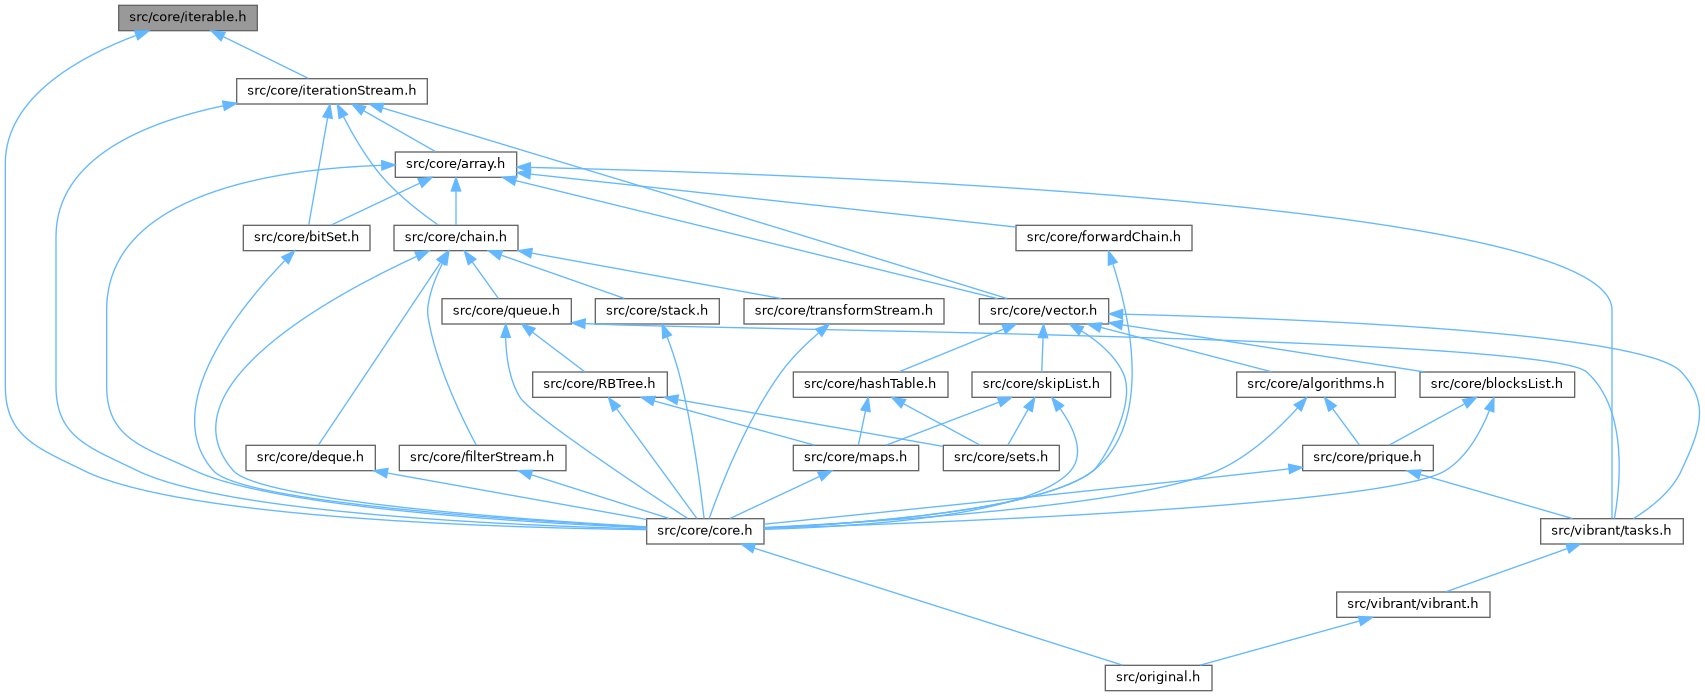 src/core/iterable.h
src/core/iterationStream.h
src/core/array.h
src/core/bitSet.h
src/core/chain.h
src/core/forwardChain.h
src/core/queue.h
src/core/stack.h
src/core/transformStream.h
src/core/vector.h
src/core/RBTree.h
src/core/hashTable.h
src/core/skipList.h
src/core/algorithms.h
src/core/blocksList.h
src/core/deque.h
src/core/filterStream.h
src/core/maps.h
src/core/sets.h
src/core/prique.h
src/core/core.h
src/vibrant/tasks.h
src/vibrant/vibrant.h
src/original.h